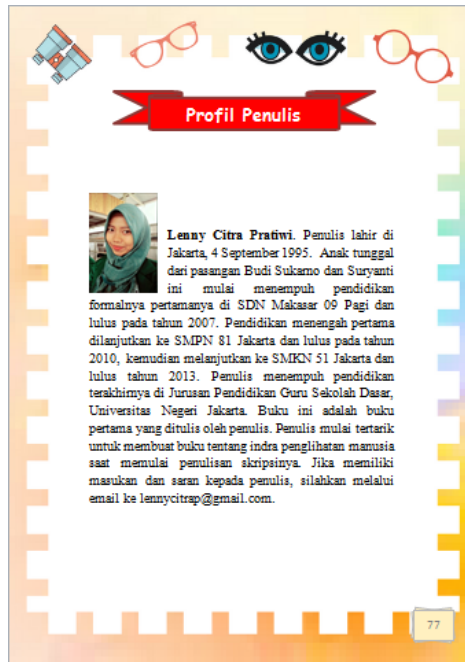 Profil Penulis
Lenny Citra Pratiwi. Penulis lahir di
Jakarta, 4 September 1995. Anak tunggal
dari pasangan Budi Sukarno dan Suryanti
ini mulai menempuh pendidikan
formalnya pertamanya di SDN Makasar 09 Pagi dan
lulus pada tahun 2007. Pendidikan menengah pertama
dilanjutkan ke SMPN 81 Jakarta dan lulus pada tahun
2010, kemudian melanjutkan ke SMKN 51 Jakarta dan
lulus tahun 2013. Penulis menempuh pendidikan
terakhirnya di Jurusan Pendidikan Guru Sekolah Dasar,
Universitas Negeri Jakarta. Buku ini adalah buku
pertama yang ditulis oleh penulis. Penulis mulai tertarik
untuk membuat buku tentang indra penglihatan manusia
saat memulai penulisan skripsinya. Jika memiliki
masukan dan saran kepada penulis, silahkan melalui
email ke lennycitrap@gmail.com.
77